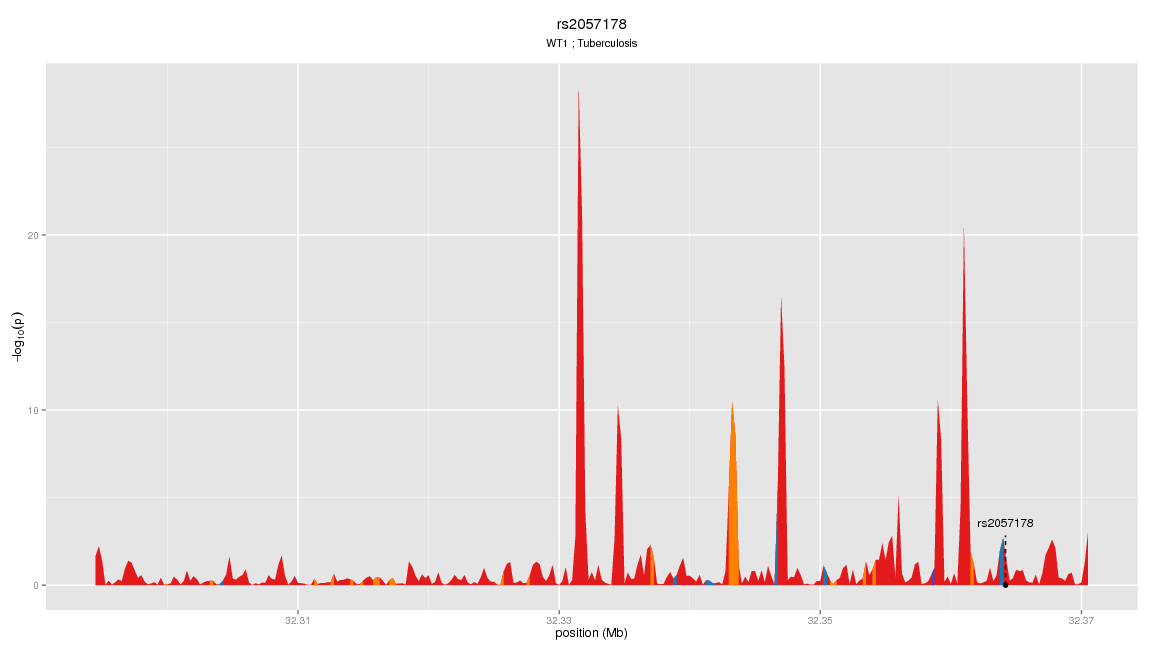 rs2057178
WT1 ; Tuberculosis
−log10(p)
20
10
0
rs2057178
32.31
32.33
32.35
32.37
position (Mb)